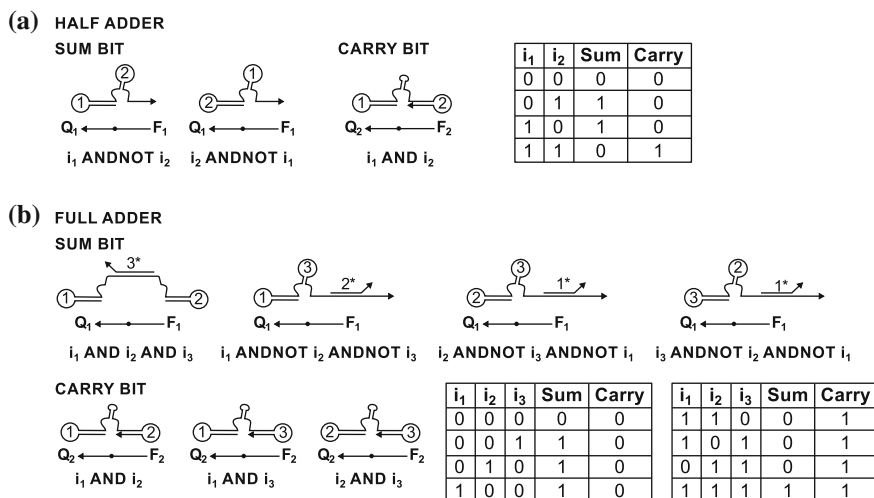 (a) HALF ADDER
SUM BIT CARRY BIT
2 1
1 2 1 2
Q1 F1 Q1 F1 Q2 F2
i1 ANDNOT i2 i2 ANDNOT i1 i1 AND i2
i1 i2 Sum Carry
0 0 0 0
0 1 1 0
1 0 1 0
1 1 0 1
(b) FULL ADDER
SUM BIT
3* 3 2* 3 1* 2 1*
1 2 1 2 3
Q1 F1 Q1 F1 Q1 F1 Q1 F1
i1 AND i2 AND i3 i1 ANDNOT i2 ANDNOT i3 i2 ANDNOT i3 ANDNOT i1 i3 ANDNOT i2 ANDNOT i1
CARRY BIT
1 2 1 3 2 3
Q2 F2 Q2 F2 Q2 F2
i1 AND i2 i1 AND i3 i2 AND i3
i1 i2 i3 Sum Carry
0 0 0 0 0
0 0 1 1 0
0 1 0 1 0
1 0 0 1 0
i1 i2 i3 Sum Carry
1 1 0 0 1
1 0 1 0 1
0 1 1 0 1
1 1 1 1 1